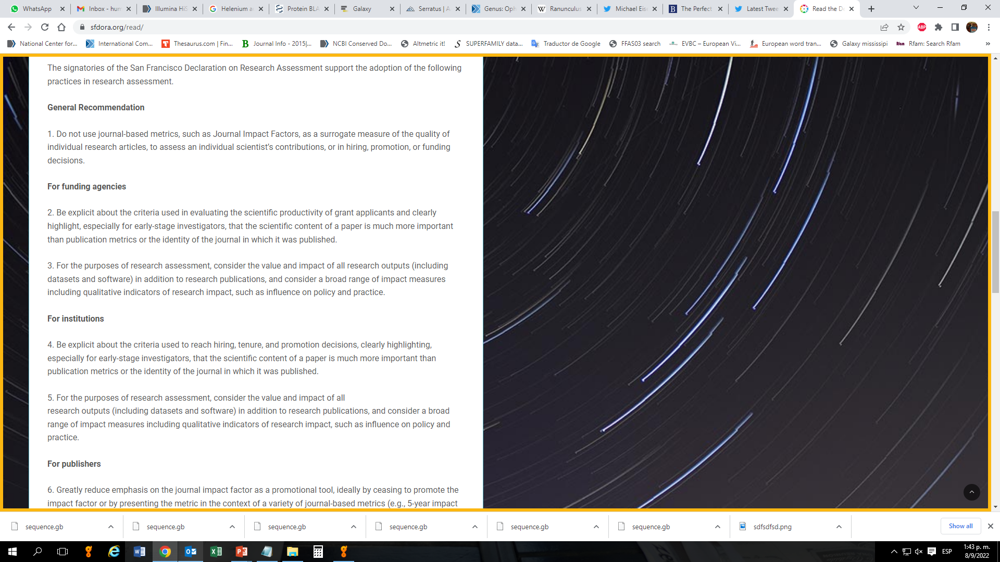 WhatsApp
Inbox - hum
Illumina HiS
Helenium a
Protein BLA
Galaxy
Serratus | A
Genus: Oph
Ranunculus
Michael Eise
The Perfect
Latest Twee
Read the De
sfdora.org/read/
ABP
National Center for...
International Com...
Thesaurus.com | Fin...
Journal Info - 2015|...
NCBI Conserved Do...
Altmetric it!
SUPERFAMILY data...
Traductor de Google
FFAS03 search
EVBC – European Vi...
European word tran...
Galaxy mississipi
Rfam: Search Rfam
The signatories of the San Francisco Declaration on Research Assessment support the adoption of the following
practices in research assessment.
General Recommendation
1. Do not use journal-based metrics, such as Journal Impact Factors, as a surrogate measure of the quality of
individual research articles, to assess an individual scientist’s contributions, or in hiring, promotion, or funding
decisions.
For funding agencies
2. Be explicit about the criteria used in evaluating the scientific productivity of grant applicants and clearly
highlight, especially for early-stage investigators, that the scientific content of a paper is much more important
than publication metrics or the identity of the journal in which it was published.
3. For the purposes of research assessment, consider the value and impact of all research outputs (including
datasets and software) in addition to research publications, and consider a broad range of impact measures
including qualitative indicators of research impact, such as influence on policy and practice.
For institutions
4. Be explicit about the criteria used to reach hiring, tenure, and promotion decisions, clearly highlighting,
especially for early-stage investigators, that the scientific content of a paper is much more important than
publication metrics or the identity of the journal in which it was published.
5. For the purposes of research assessment, consider the value and impact of all
research outputs (including datasets and software) in addition to research publications, and consider a broad
range of impact measures including qualitative indicators of research impact, such as influence on policy and
practice.
For publishers
6. Greatly reduce emphasis on the journal impact factor as a promotional tool, ideally by ceasing to promote the
impact factor or by presenting the metric in the context of a variety of journal-based metrics (e.g., 5-year impact
sequence.gb
sequence.gb
sequence.gb
sequence.gb
sequence.gb
sequence.gb
sdfsdfsd.png
Show all
ESP
1:43 p. m.
8/9/2022